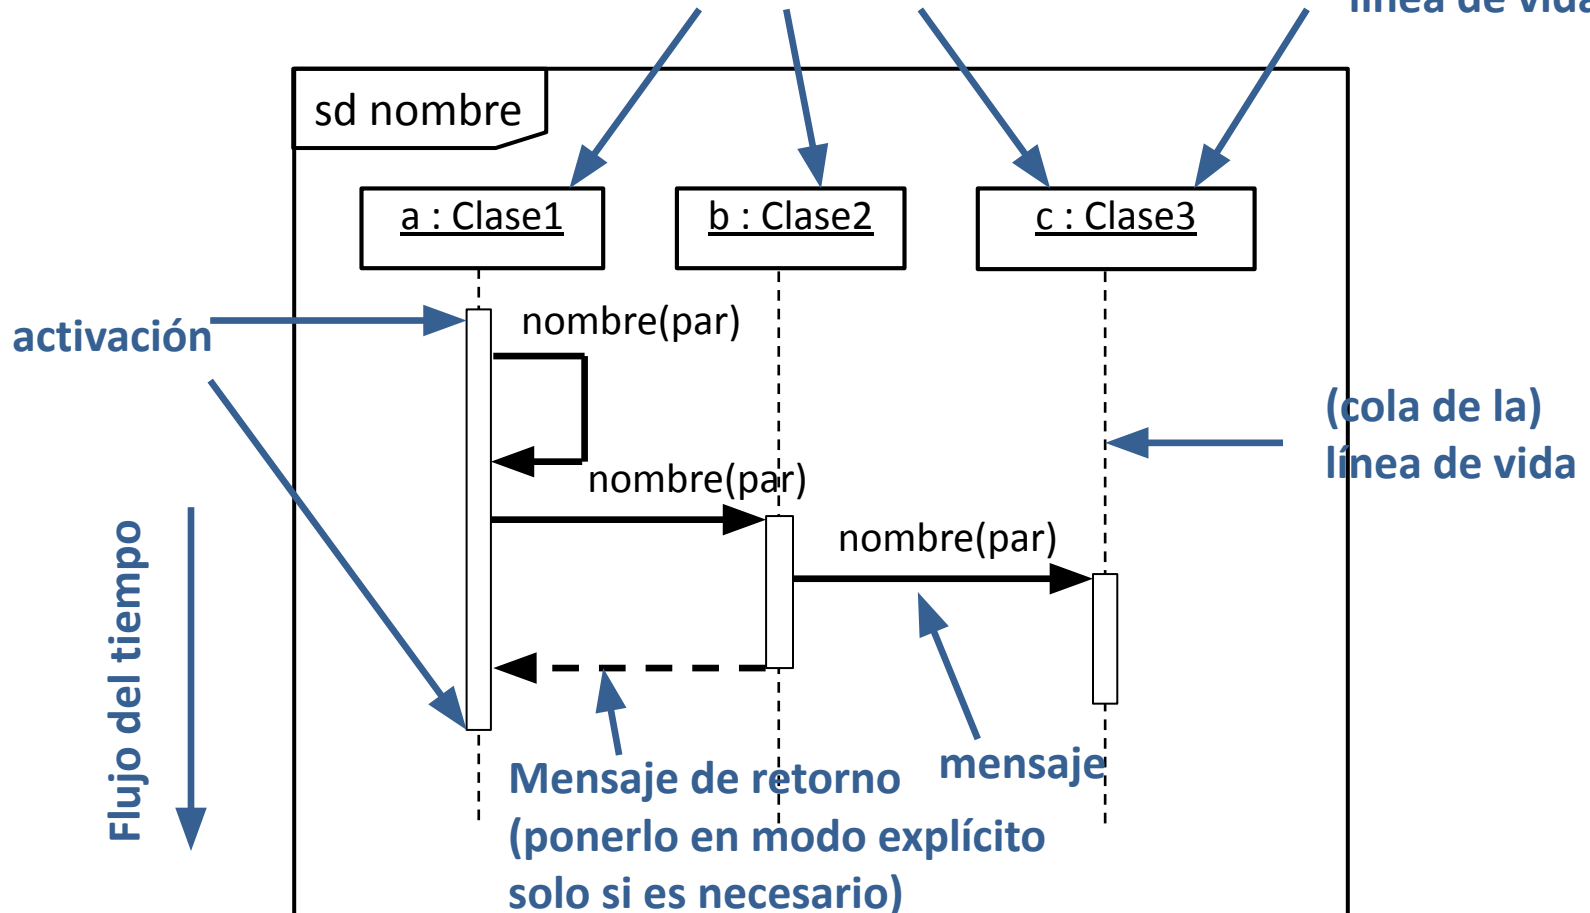 línea de vida
sd nombre
a : Clase1
b : Clase2
c : Clase3
activación
nombre(par)
(cola de la)
línea de vida
nombre(par)
nombre(par)
Flujo del tiempo
mensaje
Mensaje de retorno
(ponerlo en modo explícito
solo si es necesario)